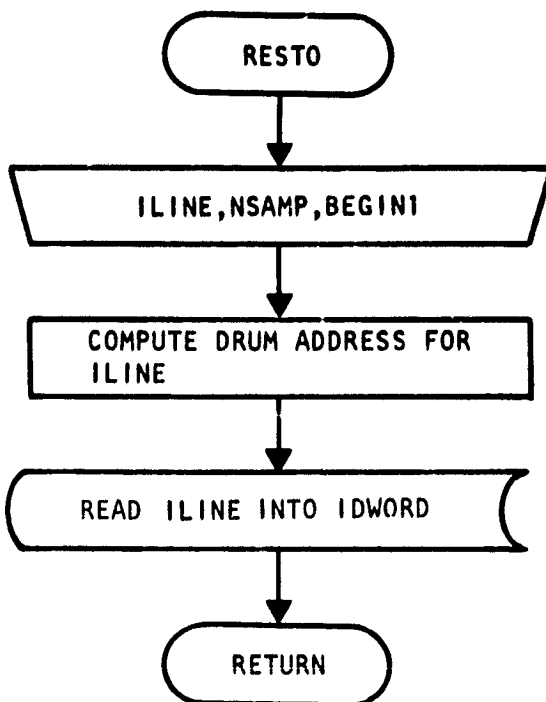 RESTO
ILINE,NSAMP,BEGIN1
COMPUTE DRUM ADDRESS FOR
ILINE
READ ILINE INTO IDWORD
RETURN